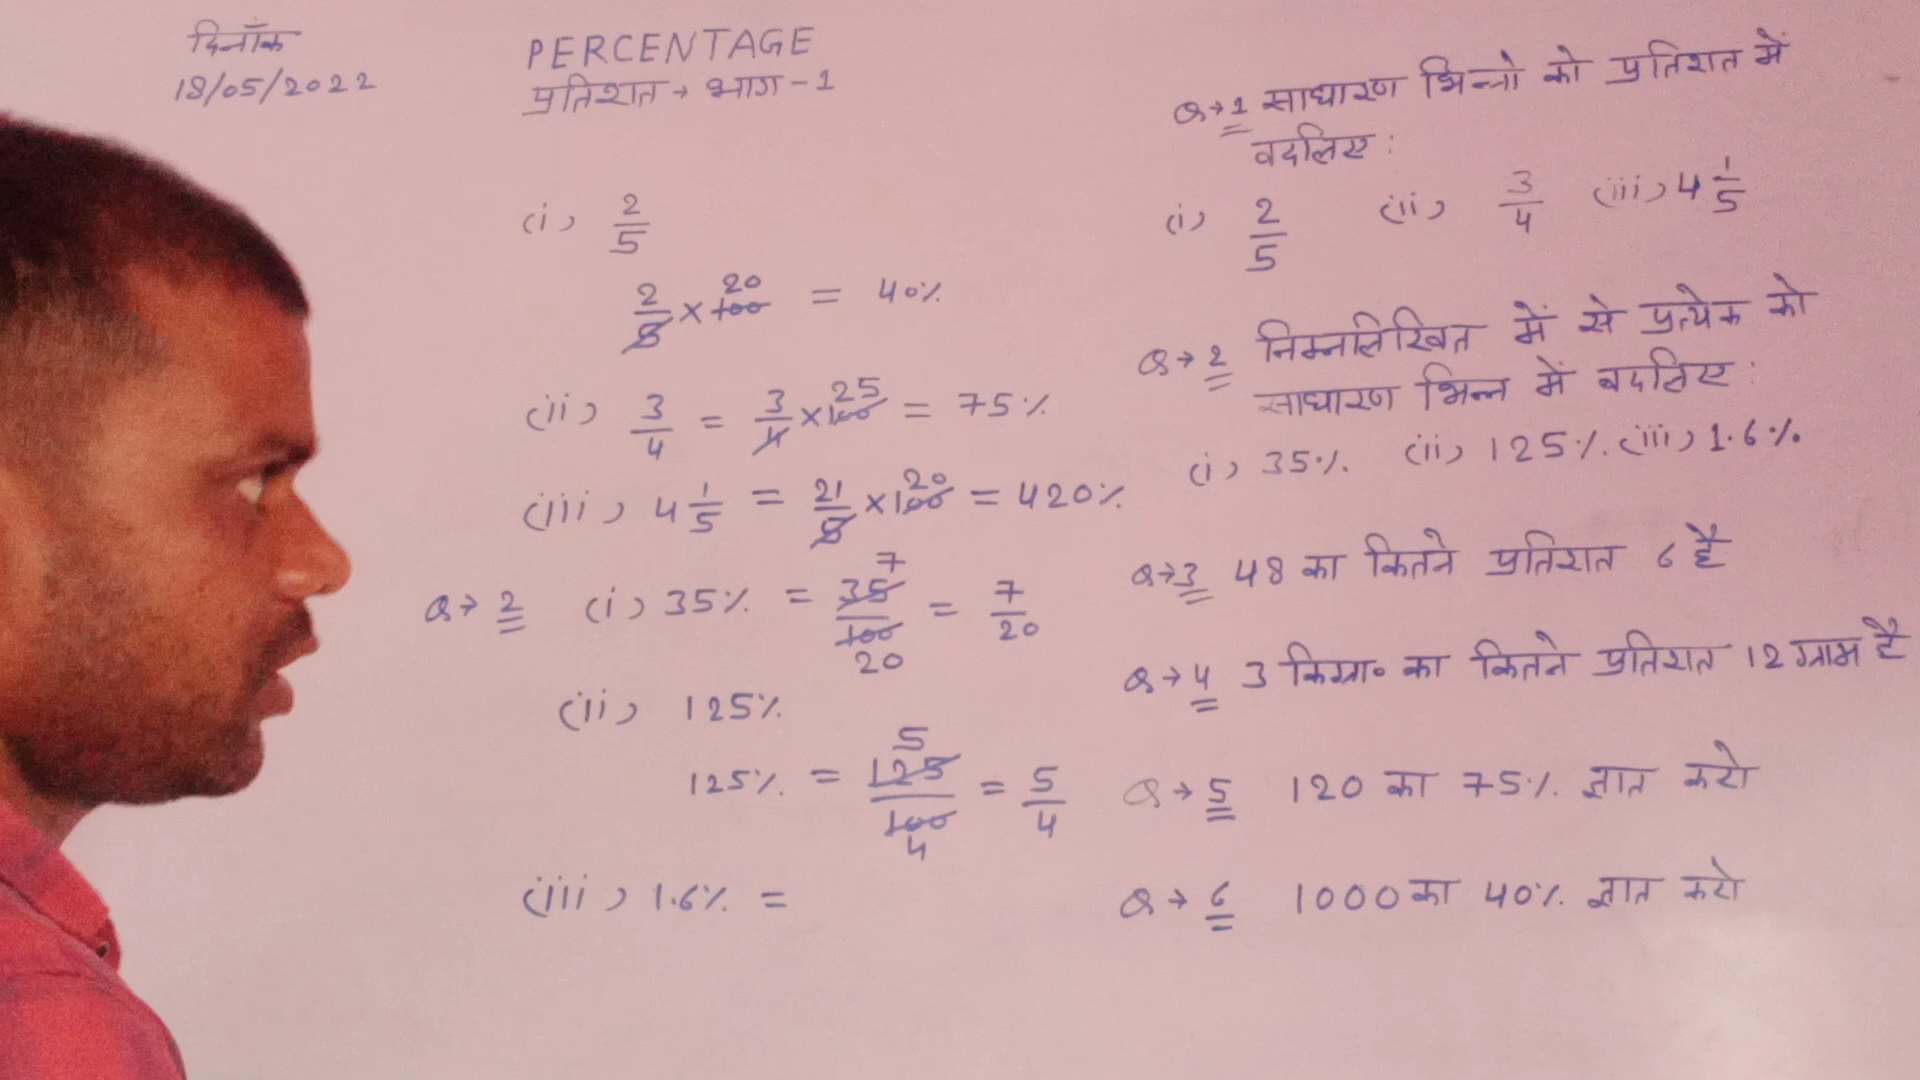 दिनाँक
18/05/2022
PERCENTAGE
प्रतिशत → भाग - 1
(i) 2/5
2/5 × 100 20 = 40%
(ii) 3/4 = 3/4 × 100 25 = 75%
(iii) 4 1/5 = 21/5 × 100 20 = 420%
Q → 2 (i) 35% = 35 7/100 20 = 7/20
(ii) 125%
125% = 125 5/100 4 = 5/4
(iii) 1.6% =
Q → 1 साधारण भिन्नो को प्रतिशत में
बदलिए :
(i) 2/5 (ii) 3/4 (iii) 4 1/5
Q → 2 निम्नलिखित में से प्रत्येक को
साधारण भिन्न में बदलिए :
(i) 35% (ii) 125% (iii) 1.6%
Q → 3 48 का कितने प्रतिशत 6 है
Q → 4 3 किग्रा० का कितने प्रतिशत 12 ग्राम है
Q → 5 120 का 75% ज्ञात करो
Q → 6 1000 का 40% ज्ञात करो